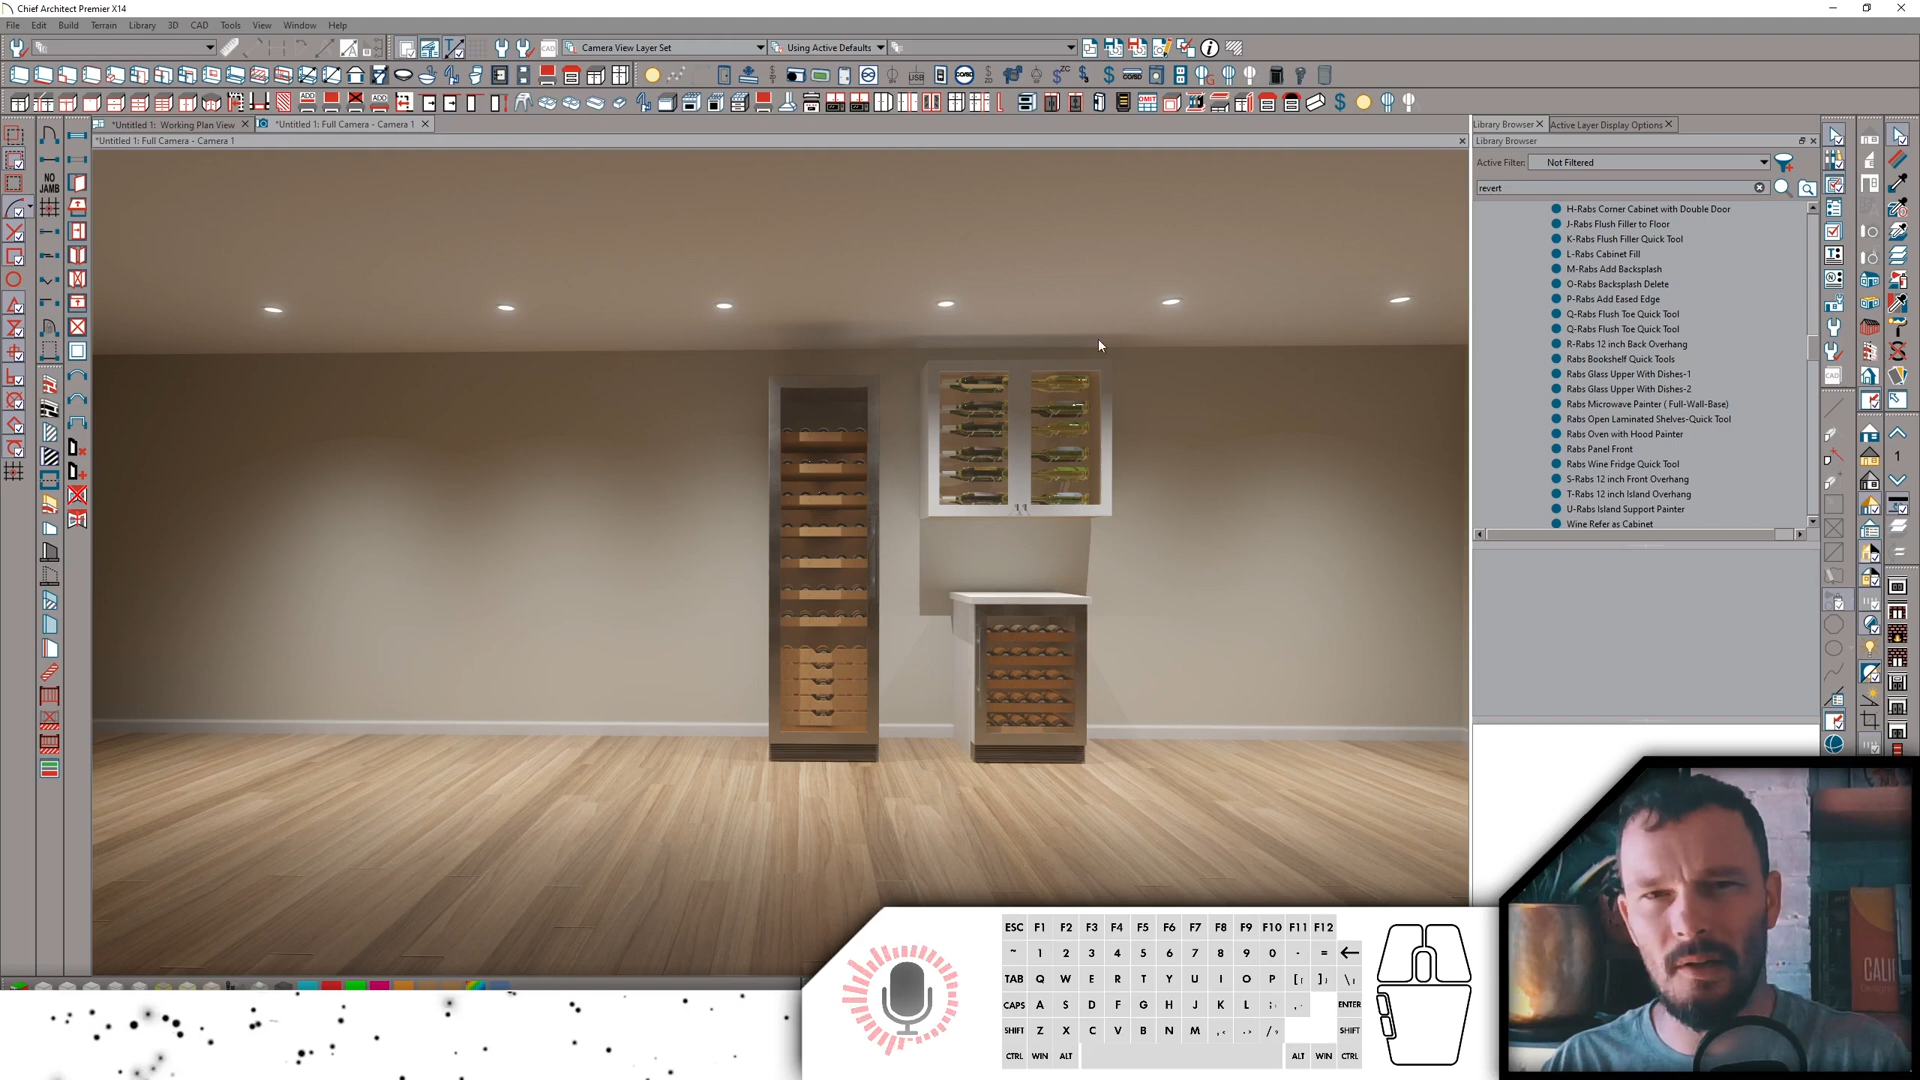 Chief Architect Premier X14
File Edit Build Terrain Library 3D CAD Tools View Window Help
Camera View Layer Set
Using Active Defaults
*Untitled 1: Working Plan View
*Untitled 1: Full Camera - Camera 1
*Untitled 1: Full Camera - Camera 1
Library Browser
Active Layer Display Options
Library Browser
Active Filter: Not Filtered
revert
H-Rabs Corner Cabinet with Double Door
J-Rabs Flush Filler to Floor
K-Rabs Flush Filler Quick Tool
L-Rabs Cabinet Fill
M-Rabs Add Backsplash
O-Rabs Backsplash Delete
P-Rabs Add Eased Edge
Q-Rabs Flush Toe Quick Tool
Q-Rabs Flush Toe Quick Tool
R-Rabs 12 inch Back Overhang
Rabs Bookshelf Quick Tools
Rabs Glass Upper With Dishes-1
Rabs Glass Upper With Dishes-2
Rabs Microwave Painter ( Full-Wall-Base)
Rabs Open Laminated Shelves-Quick Tool
Rabs Oven with Hood Painter
Rabs Panel Front
Rabs Wine Fridge Quick Tool
S-Rabs 12 inch Front Overhang
T-Rabs 12 inch Island Overhang
U-Rabs Island Support Painter
Wine Refer as Cabinet
NO
JAMB
1
ESC F1 F2 F3 F4 F5 F6 F7 F8 F9 F10 F11 F12
~ 1 2 3 4 5 6 7 8 9 0 - =
TAB Q W E R T Y U I O P [ ] \
CAPS A S D F G H J K L ; ' ENTER
SHIFT Z X C V B N M , . / SHIFT
CTRL WIN ALT ALT WIN CTRL
CALI